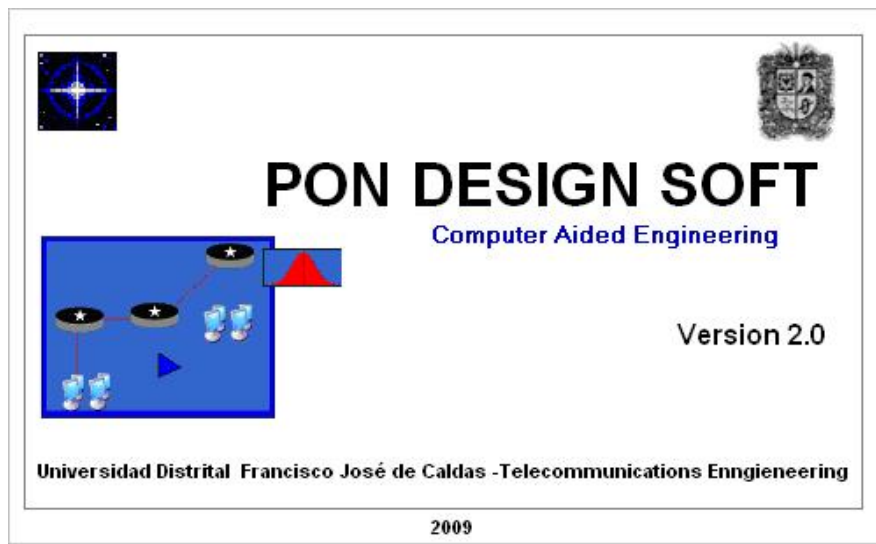 PON DESIGN SOFT
Computer Aided Engineering
Version 2.0
Universidad Distrital Francisco José de Caldas -Telecommunications Enngieneering
2009